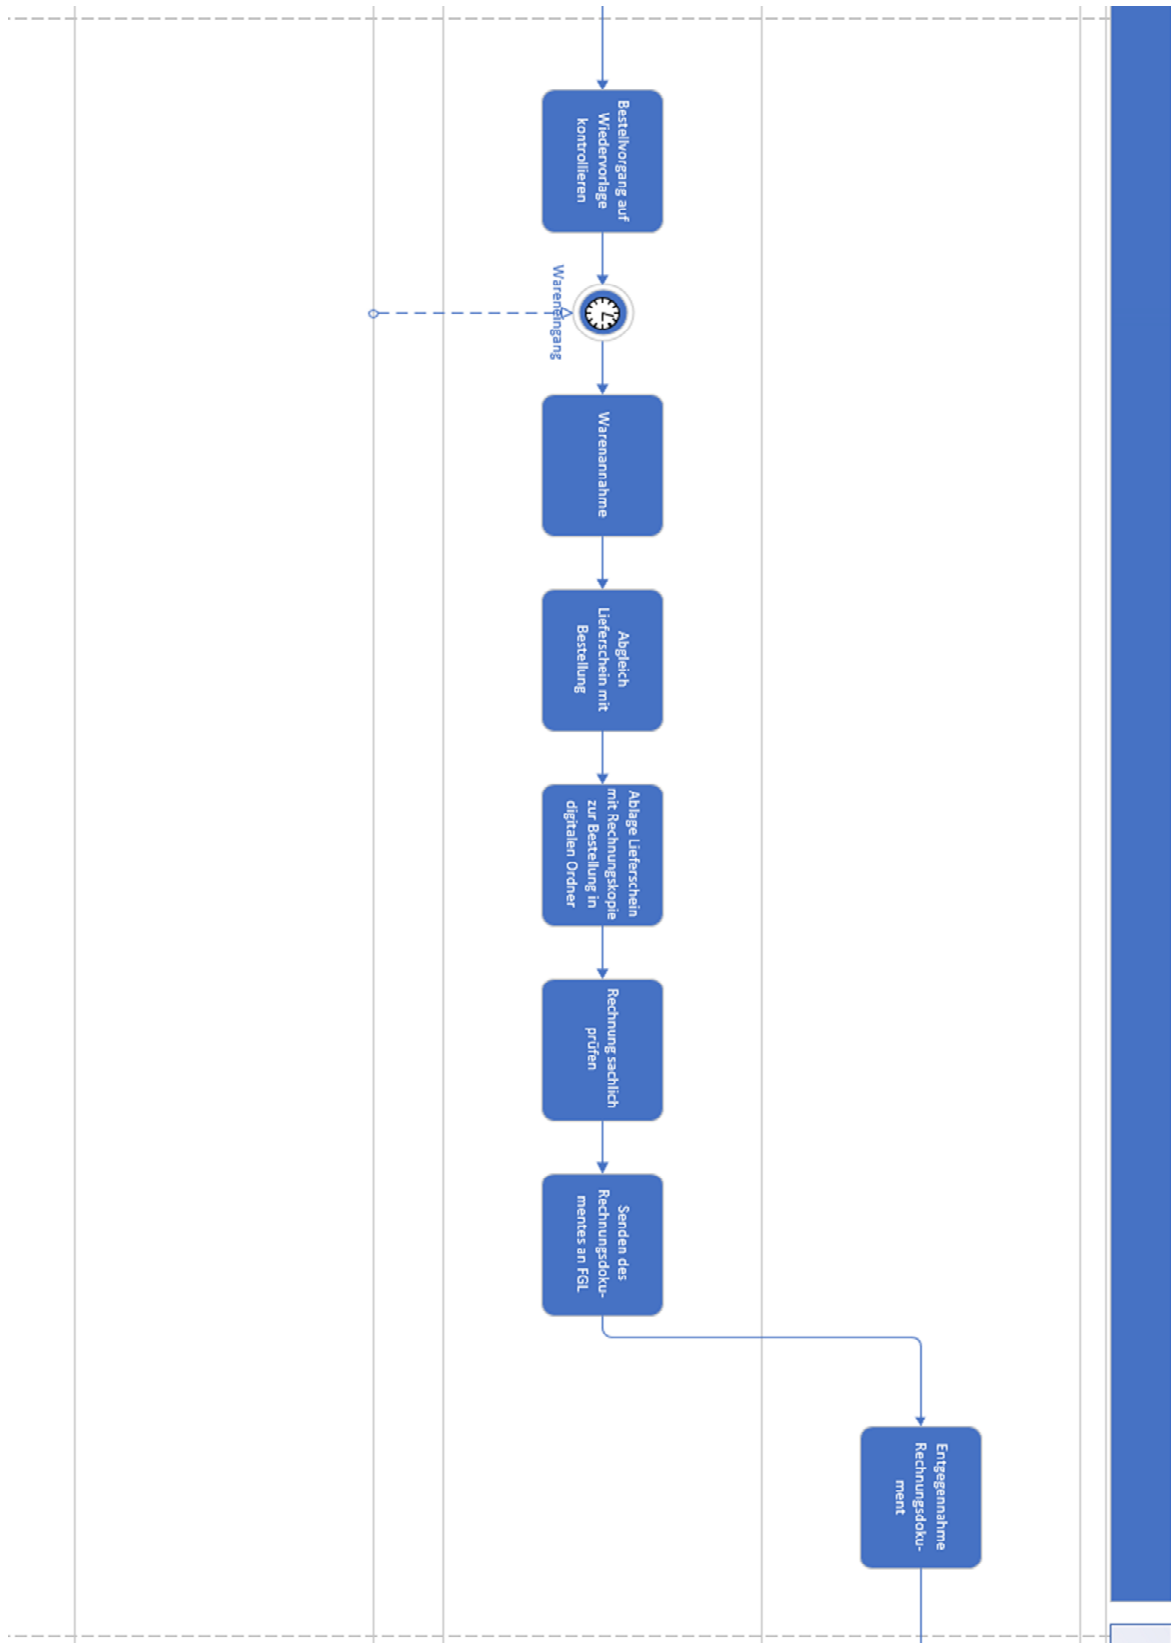 Bestellvorgang auf
Wiedervorlage
kontrollieren
Wareneingang
Warenannahme
Abgleich
Lieferschein mit
Bestellung
Ablage Lieferschein
mit Rechnungskopie
zur Bestellung in
digitalen Ordner
Rechnung sachlich
prüfen
Senden des
Rechnungsdoku-
mentes an FGL
Entgegennahme
Rechnungsdoku-
ment